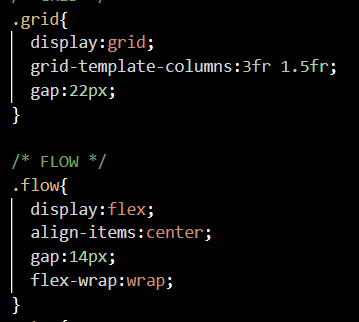 .grid{
display:grid;
grid-template-columns:3fr 1.5fr;
gap:22px;
}
/* FLOW */
.flow{
display:flex;
align-items:center;
gap:14px;
flex-wrap:wrap;
}